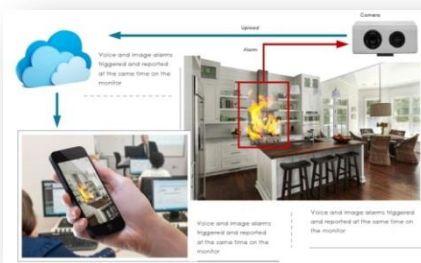 Camera
Upload
Alarm
Voice and image alarms
triggered and reported
at the same time on the
monitor
Voice and image alarms
triggered and reported
at the same time on
the monitor
Voice and image alarms triggered
and reported at the same time on
the monitor